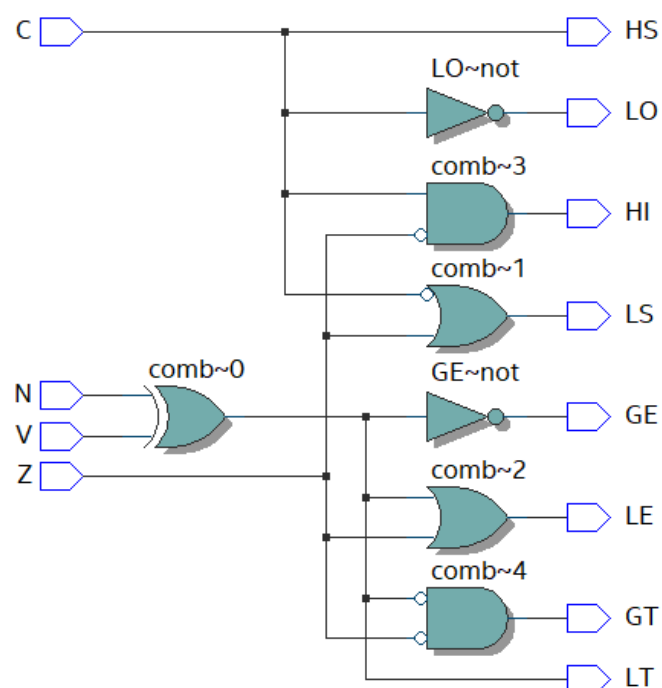 C HS
LO~not
LO
comb~3
HI
comb~1
LS
comb~0
GE~not
N
GE
V
Z
comb~2
LE
comb~4
GT
LT